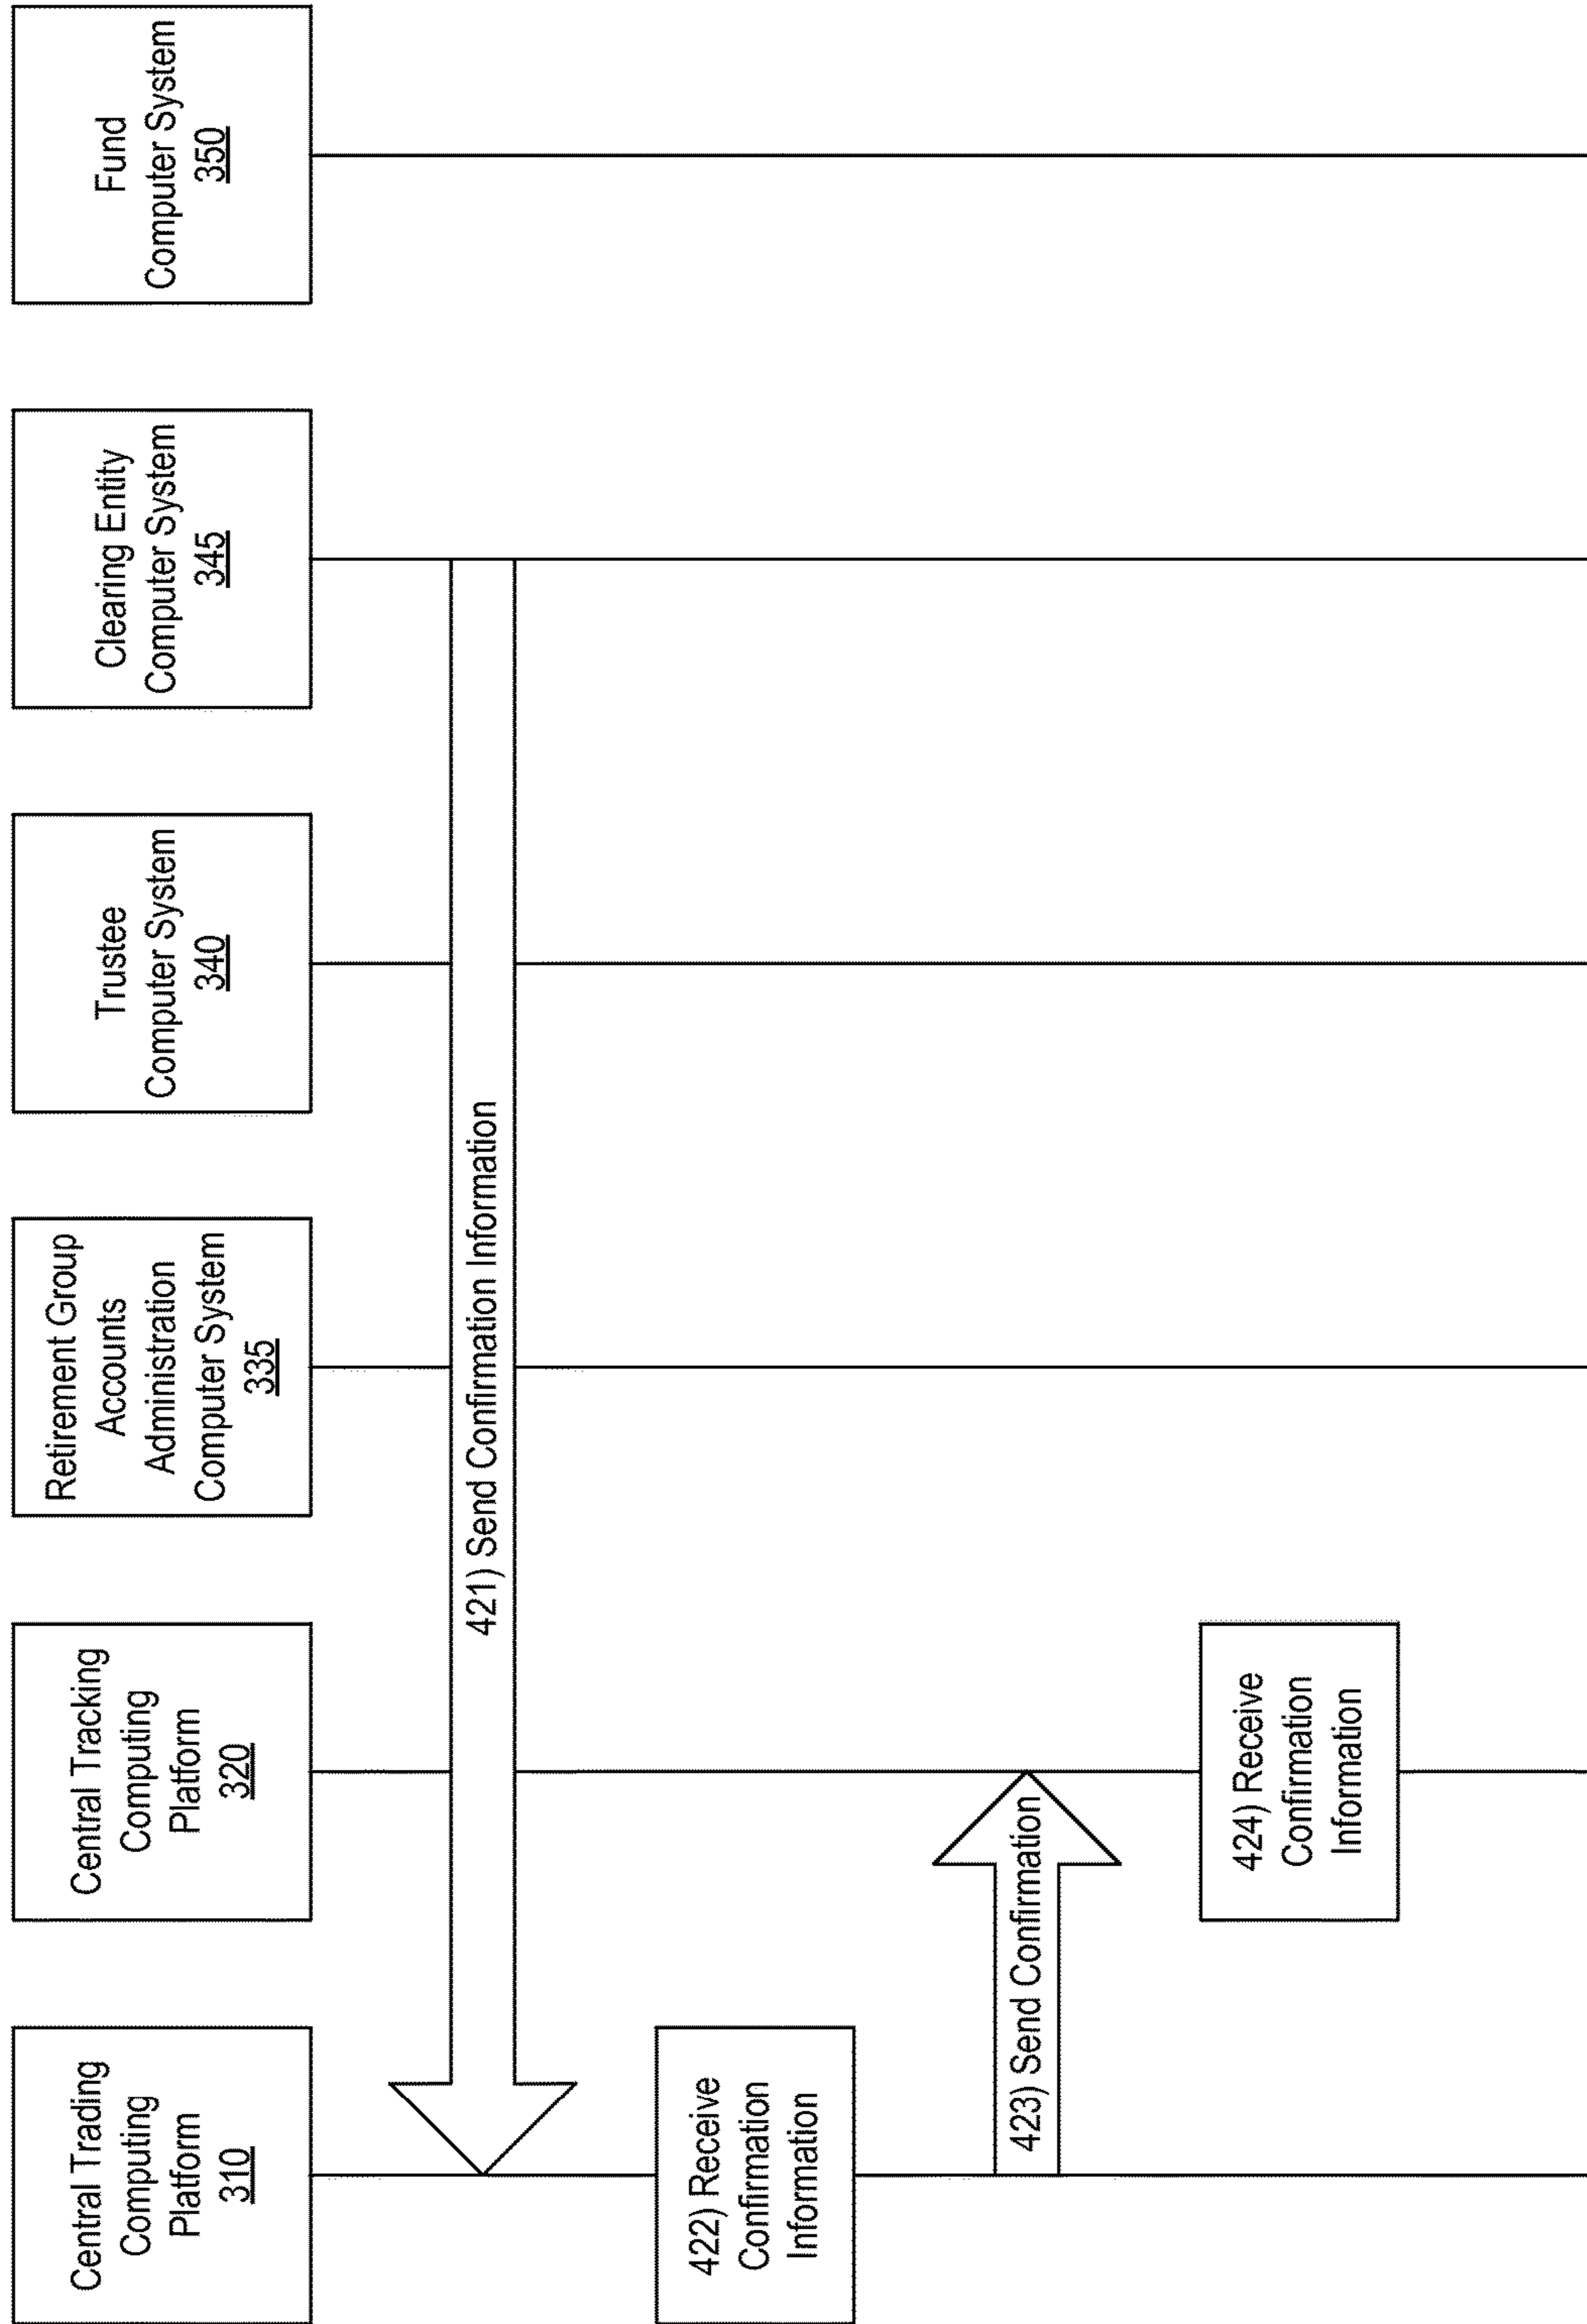 Central Trading
Computing
Platform
310
Central Tracking
Computing
Platform
320
Retirement Group
Accounts
Administration
Computer System
335
Trustee
Computer System
340
Clearing Entity
Computer System
345
Fund
Computer System
350
421) Send Confirmation Information
422) Receive
Confirmation
Information
423) Send Confirmation
424) Receive
Confirmation
Information